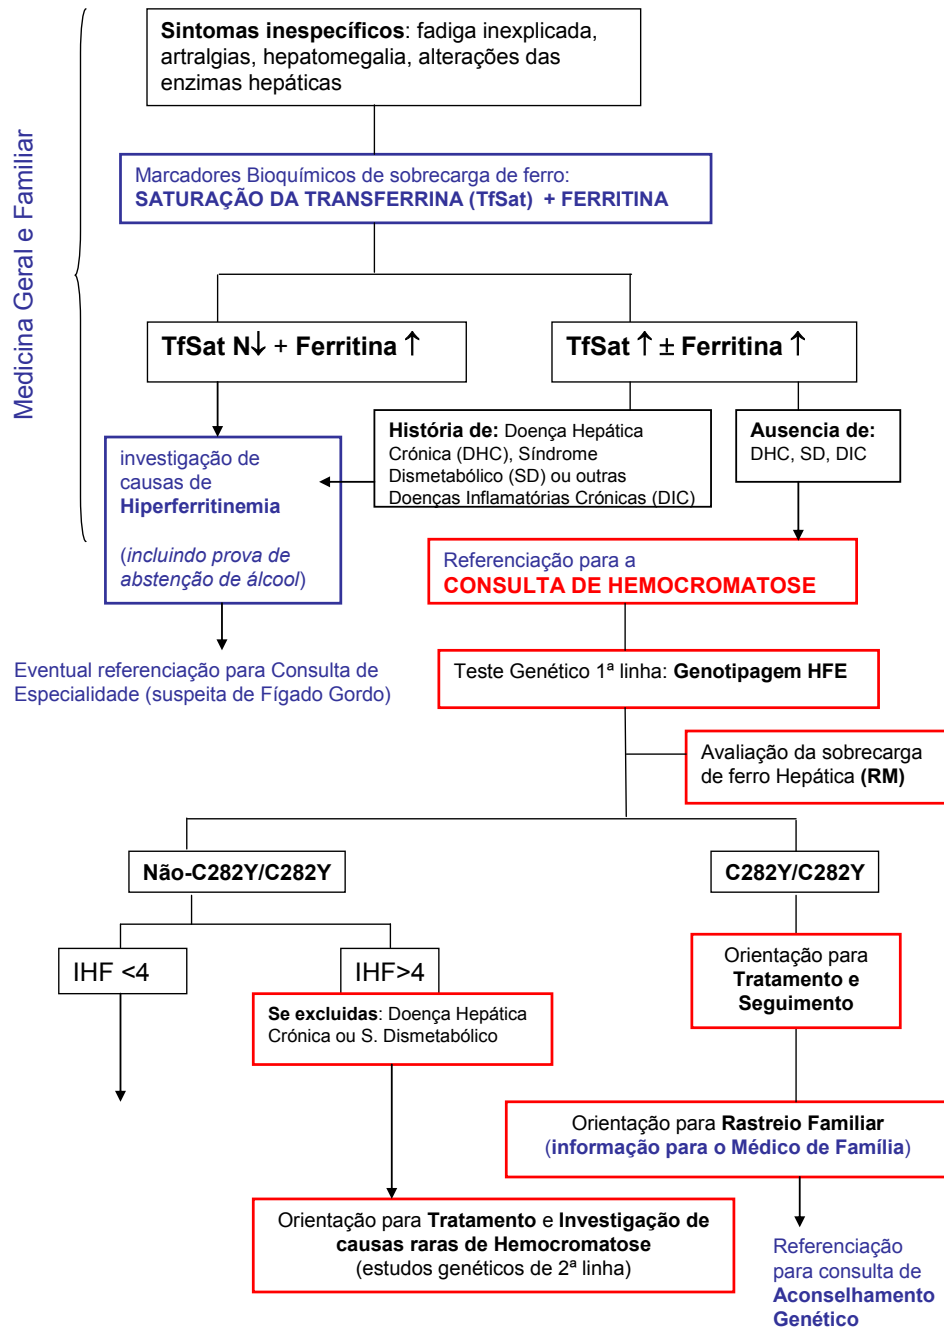 Medicina Geral e Familiar
Sintomas inespecíficos: fadiga inexplicada,
artralgias, hepatomegalia, alterações das
enzimas hepáticas
Marcadores Bioquímicos de sobrecarga de ferro:
SATURAÇÃO DA TRANSFERRINA (TfSat) + FERRITINA
TfSat N↓ + Ferritina ↑
TfSat ↑ ± Ferritina ↑
História de: Doença Hepática
Crónica (DHC), Síndrome
Dismetabólico (SD) ou outras
Doenças Inflamatórias Crónicas (DIC)
Ausencia de:
DHC, SD, DIC
investigação de
causas de
Hiperferritinemia
(incluindo prova de
abstenção de álcool)
Referenciação para a
CONSULTA DE HEMOCROMATOSE
Eventual referenciação para Consulta de
Especialidade (suspeita de Fígado Gordo)
Teste Genético 1ª linha: Genotipagem HFE
Avaliação da sobrecarga
de ferro Hepática (RM)
Não-C282Y/C282Y
C282Y/C282Y
IHF <4
IHF>4
Se excluidas: Doença Hepática
Crónica ou S. Dismetabólico
Orientação para
Tratamento e
Seguimento
Orientação para Rastreio Familiar
(informação para o Médico de Família)
Orientação para Tratamento e Investigação de
causas raras de Hemocromatose
(estudos genéticos de 2ª linha)
Referenciação
para consulta de
Aconselhamento
Genético